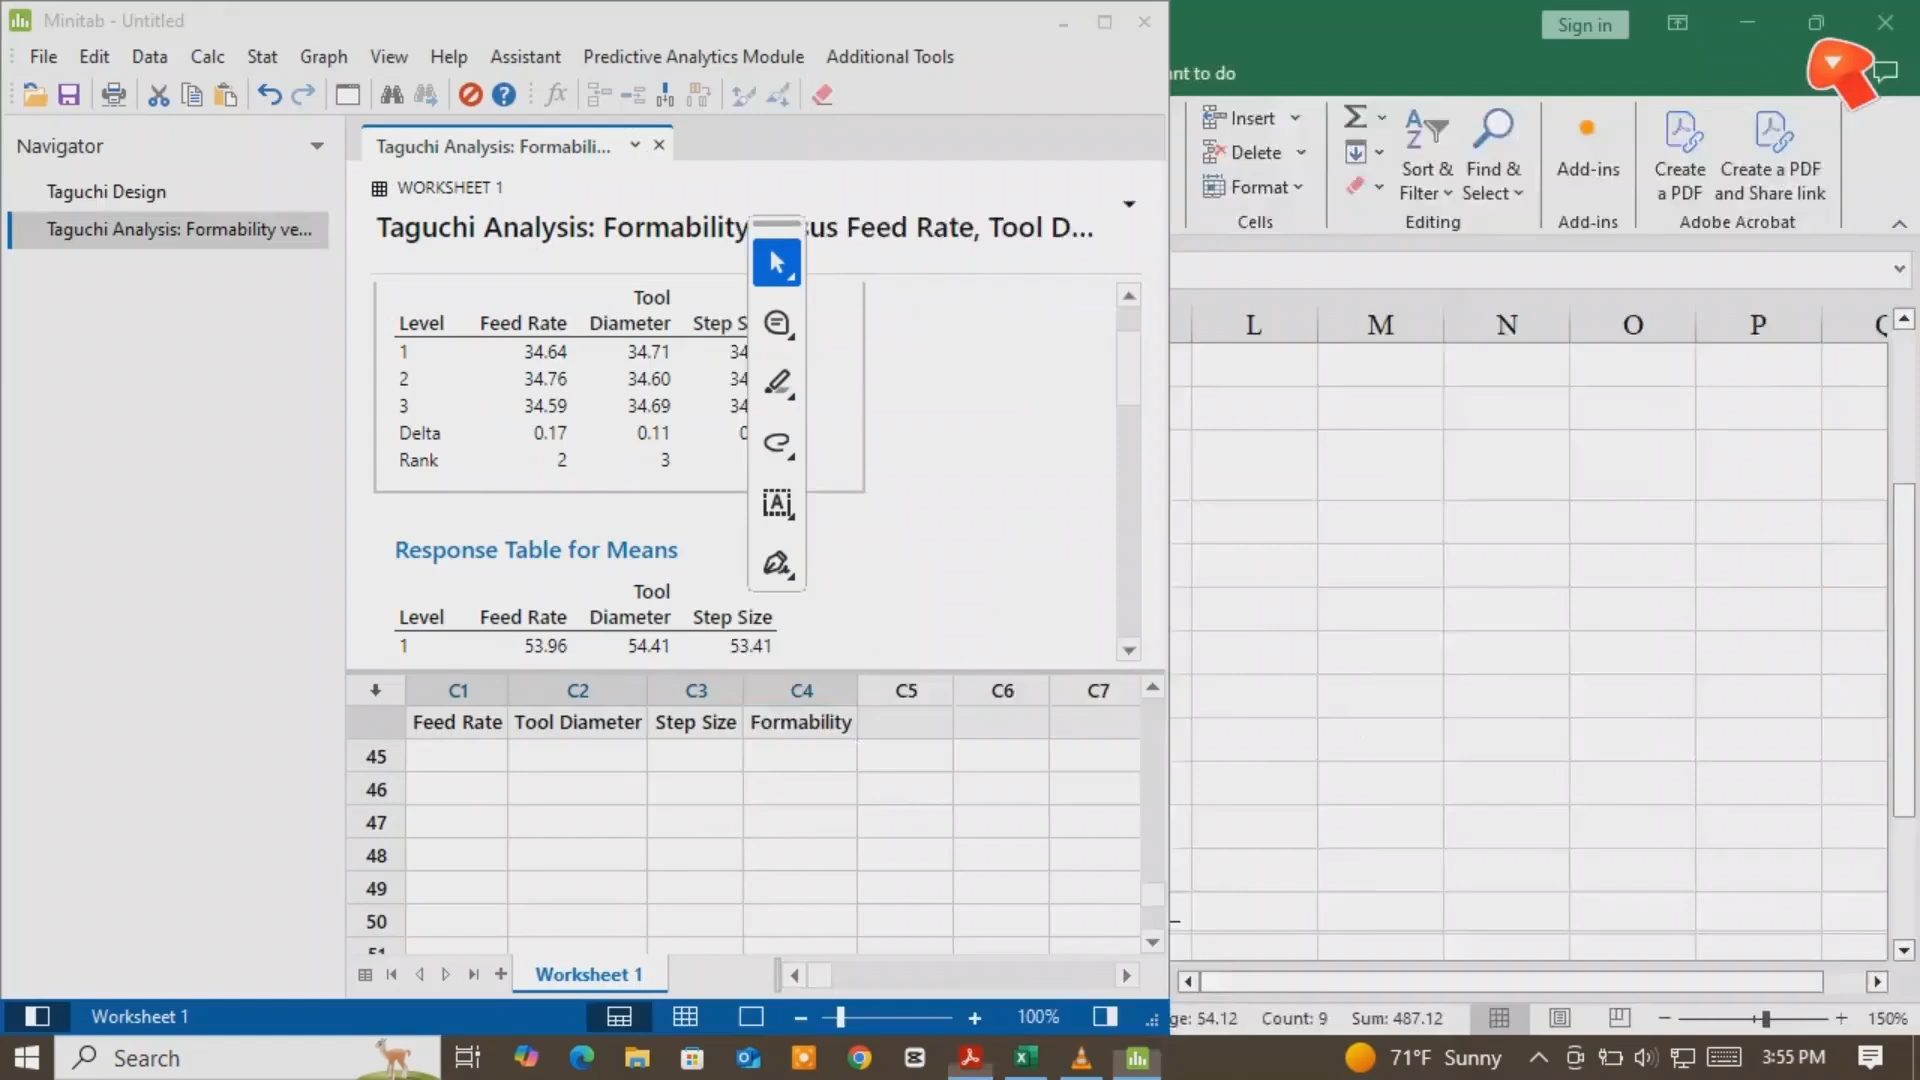 Minitab - Untitled
File Edit Data Calc Stat Graph View Help Assistant Predictive Analytics Module Additional Tools
Navigator
Taguchi Design
Taguchi Analysis: Formability ve...
Taguchi Analysis: Formabili...
WORKSHEET 1
Taguchi Analysis: Formability sus Feed Rate, Tool D...
Tool
Level Feed Rate Diameter Step S
1 34.64 34.71 34
2 34.76 34.60 34
3 34.59 34.69 34
Delta 0.17 0.11 0
Rank 2 3
Response Table for Means
Tool
Level Feed Rate Diameter Step Size
1 53.96 54.41 53.41
C1 C2 C3 C4 C5 C6 C7
Feed Rate Tool Diameter Step Size Formability
45
46
47
48
49
50
51
Worksheet 1
Worksheet 1
100%
Sign in
nt to do
Insert
Delete
Format
Cells
Sort & Filter
Find & Select
Editing
Add-ins
Add-ins
Create a PDF
Create a PDF and Share link
Adobe Acrobat
L M N O P
ge: 54.12 Count: 9 Sum: 487.12
150%
Search
71°F Sunny
3:55 PM